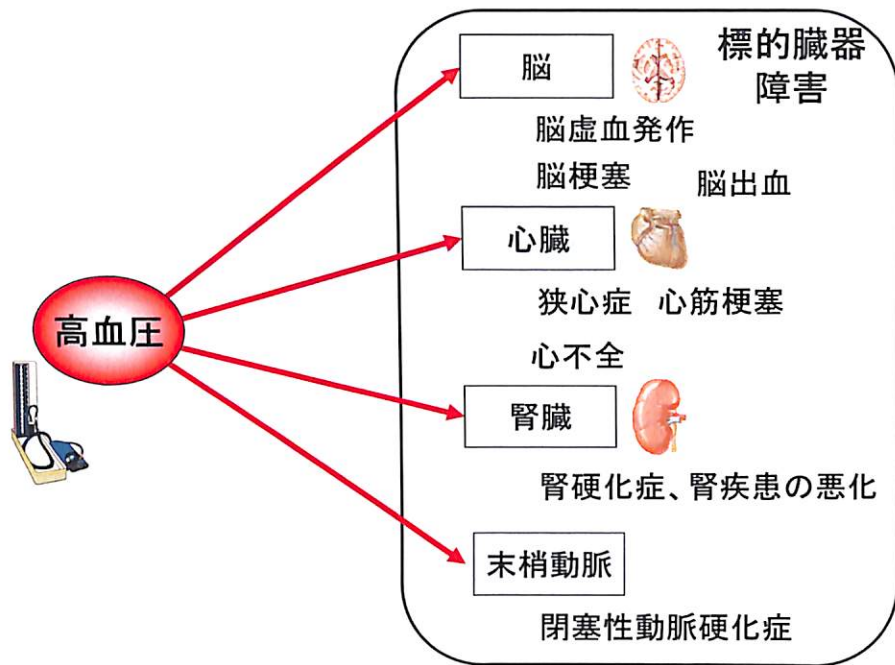 標的臓器
障害
脳
脳虚血発作
脳梗塞
脳出血
心臓
狭心症 心筋梗塞
心不全
高血圧
腎臓
腎硬化症、腎疾患の悪化
末梢動脈
閉塞性動脈硬化症